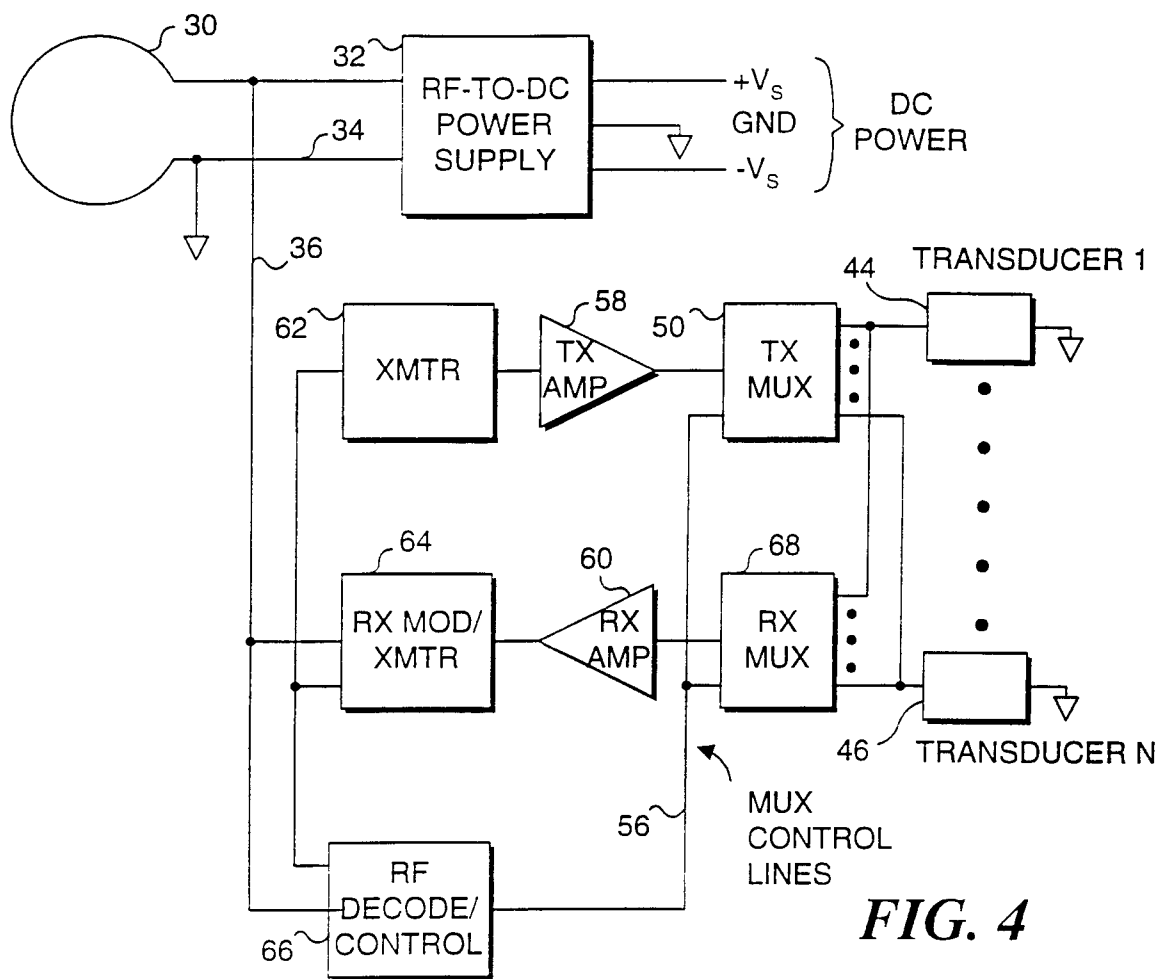 30
32
RF-TO-DC
POWER
SUPPLY
+VS
GND
-VS
DC
POWER
34
36
62
XMTR
58
TX
AMP
50
TX
MUX
44
TRANSDUCER 1
64
RX MOD/
XMTR
60
RX
AMP
68
RX
MUX
46
TRANSDUCER N
56
MUX
CONTROL
LINES
RF
DECODE/
CONTROL
66
FIG. 4